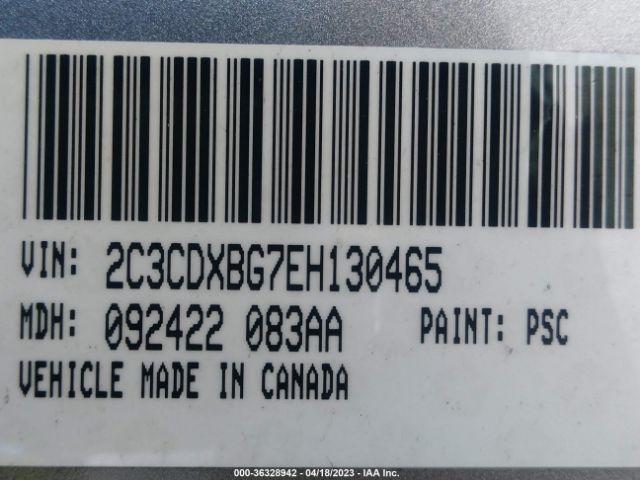 VIN: 2C3CDXBG7EH130465
MDH: 092422 083AA PAINT: PSC
VEHICLE MADE IN CANADA
000-36328942 - 04/18/2023 - IAA Inc.